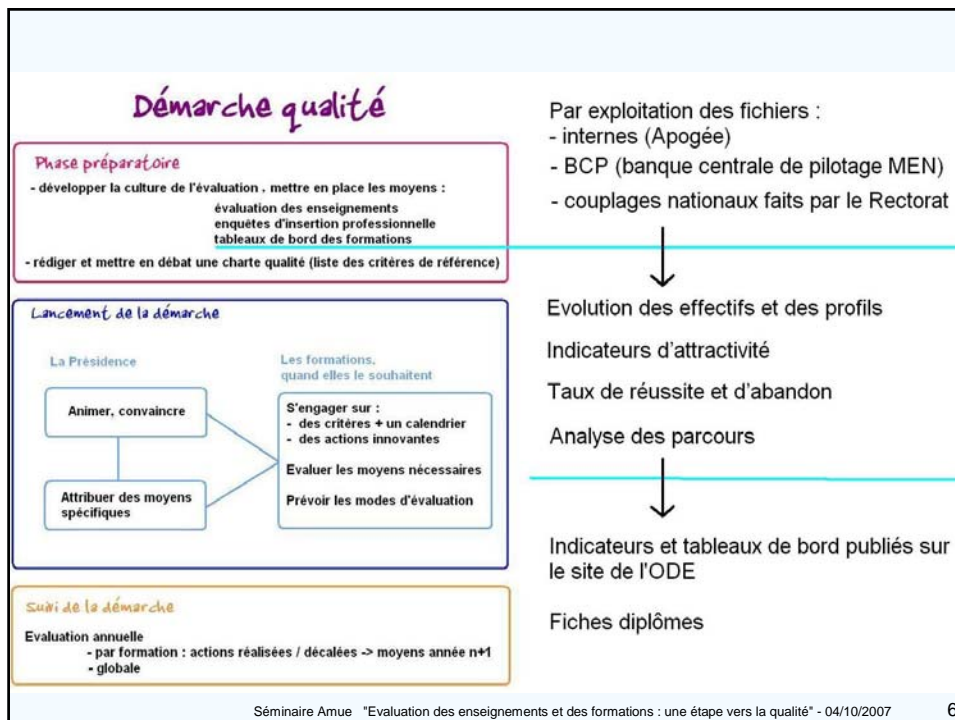 Démarche qualité
Phase préparatoire
- développer la culture de l'évaluation , mettre en place les moyens :
évaluation des enseignements
enquêtes d'insertion professionnelle
tableaux de bord des formations
- rédiger et mettre en débat une charte qualité (liste des critères de référence)
Lancement de la démarche
La Présidence
Animer, convaincre
Attribuer des moyens
spécifiques
Les formations,
quand elles le souhaitent
S'engager sur :
- des critères + un calendrier
- des actions innovantes
Evaluer les moyens nécessaires
Prévoir les modes d'évaluation
Suivi de la démarche
Evaluation annuelle
- par formation : actions réalisées / décalées -> moyens année n+1
- globale
Par exploitation des fichiers :
- internes (Apogée)
- BCP (banque centrale de pilotage MEN)
- couplages nationaux faits par le Rectorat
Evolution des effectifs et des profils
Indicateurs d'attractivité
Taux de réussite et d'abandon
Analyse des parcours
Indicateurs et tableaux de bord publiés sur
le site de l'ODE
Fiches diplômes
Séminaire Amue "Evaluation des enseignements et des formations : une étape vers la qualité" - 04/10/2007
6